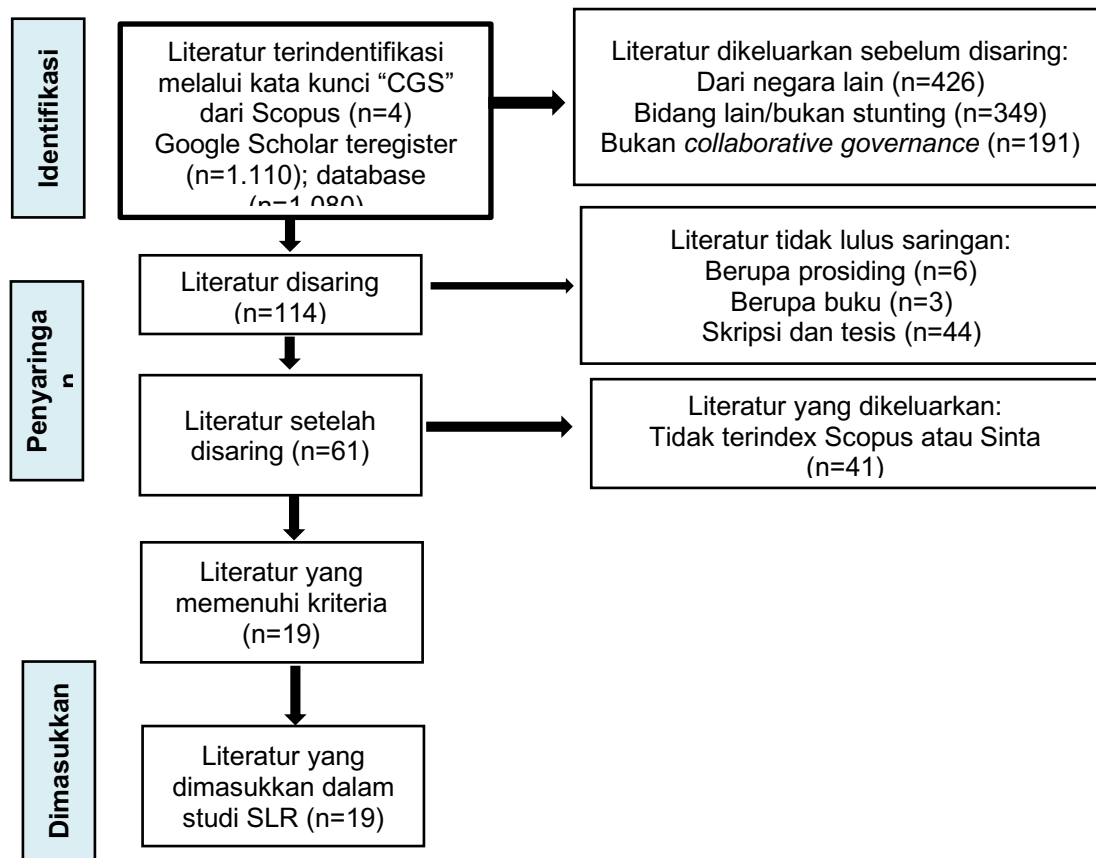 Identifikasi
Literatur terindentifikasi
melalui kata kunci “CGS”
dari Scopus (n=4)
Google Scholar teregister
(n=1.110); database
(n=1.080)
Literatur dikeluarkan sebelum disaring:
Dari negara lain (n=426)
Bidang lain/bukan stunting (n=349)
Bukan collaborative governance (n=191)
Penyaringa
n
Literatur disaring
(n=114)
Literatur tidak lulus saringan:
Berupa prosiding (n=6)
Berupa buku (n=3)
Skripsi dan tesis (n=44)
Literatur setelah
disaring (n=61)
Literatur yang dikeluarkan:
Tidak terindex Scopus atau Sinta
(n=41)
Literatur yang
memenuhi kriteria
(n=19)
Dimasukkan
Literatur yang
dimasukkan dalam
studi SLR (n=19)